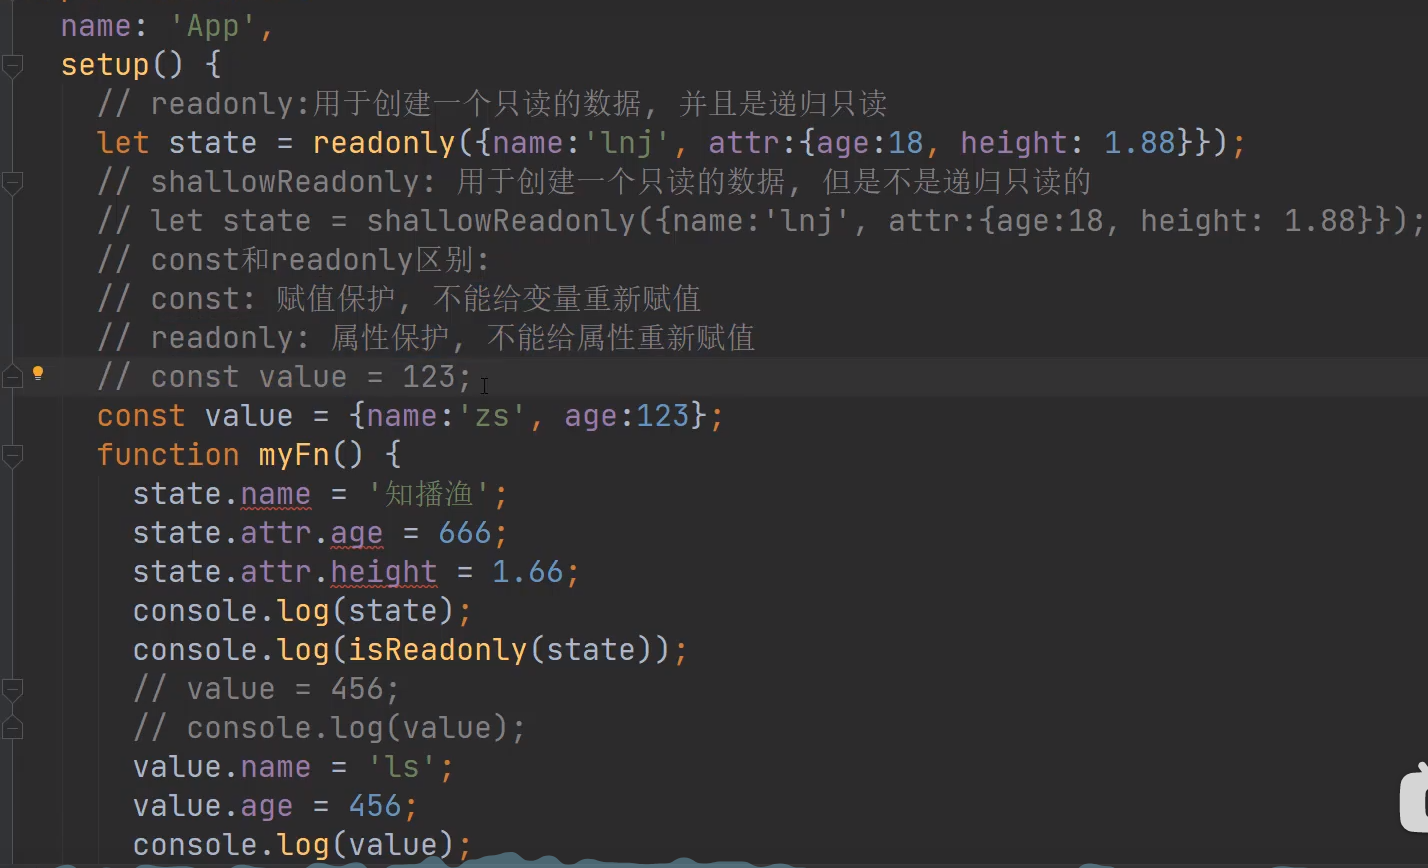 name: 'App',
setup() {
// readonly:用于创建一个只读的数据, 并且是递归只读
let state = readonly({name:'lnj', attr:{age:18, height: 1.88}});
// shallowReadonly: 用于创建一个只读的数据, 但是不是递归只读的
// let state = shallowReadonly({name:'lnj', attr:{age:18, height: 1.88}});
// const和readonly区别:
// const: 赋值保护, 不能给变量重新赋值
// readonly: 属性保护, 不能给属性重新赋值
// const value = 123;
const value = {name:'zs', age:123};
function myFn() {
state.name = '知播渔';
state.attr.age = 666;
state.attr.height = 1.66;
console.log(state);
console.log(isReadonly(state));
// value = 456;
// console.log(value);
value.name = 'ls';
value.age = 456;
console.log(value);